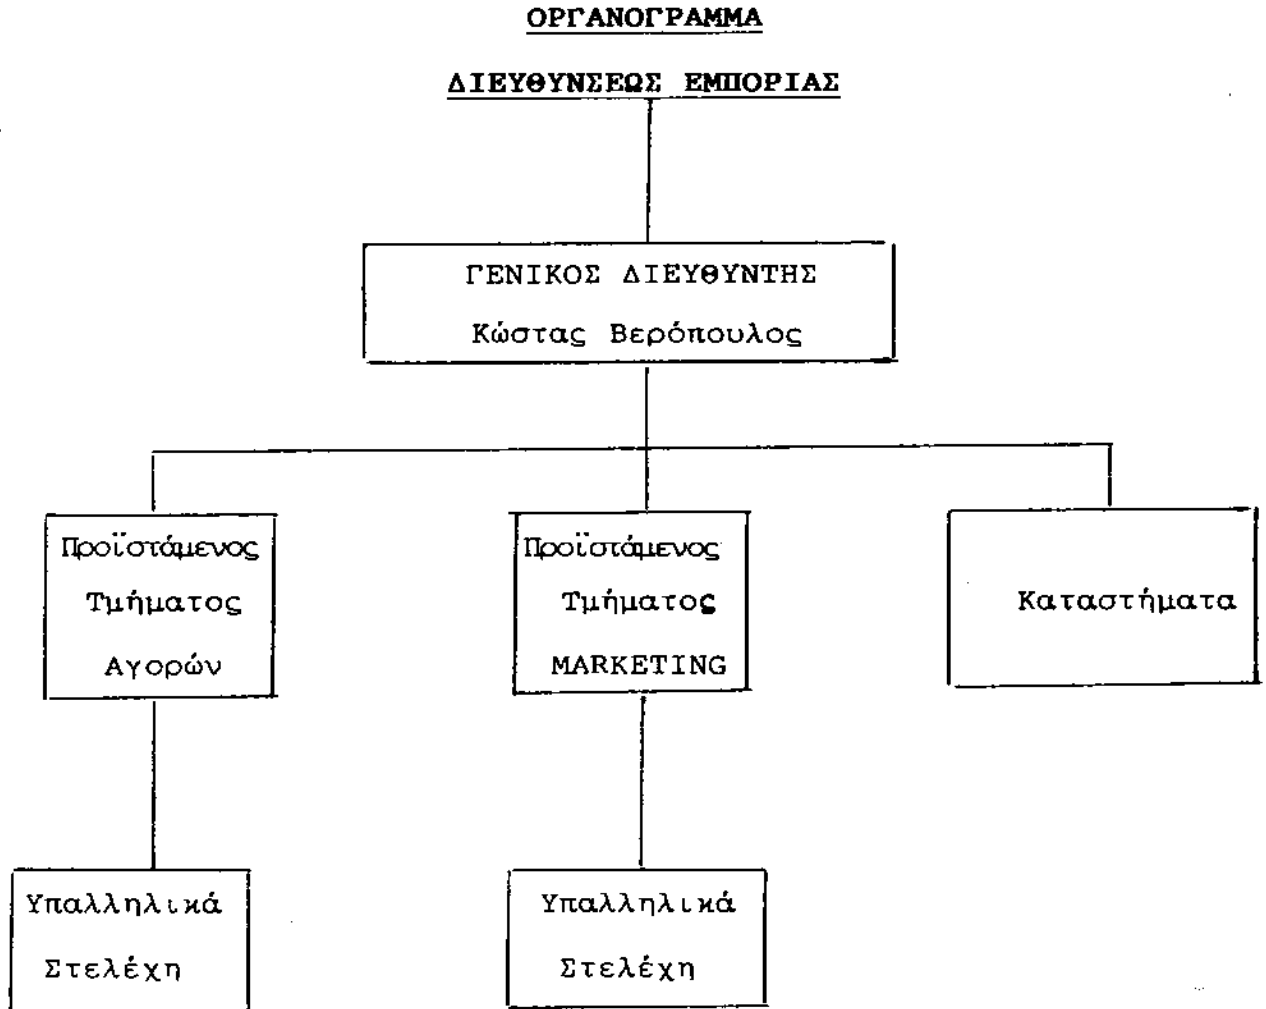 ΟΡΓΑΝΟΓΡΑΜΜΑ
ΔΙΕΥΘΥΝΣΕΩΣ ΕΜΠΟΡΙΑΣ
ΓΕΝΙΚΟΣ ΔΙΕΥΘΥΝΤΗΣ
Κώστας Βερόπουλος
Προϊστάμενος
Τμήματος
Αγορών
Προϊστάμενος
Τμήματος
MARKETING
Καταστήματα
Υπαλληλικά
Στελέχη
Υπαλληλικά
Στελέχη